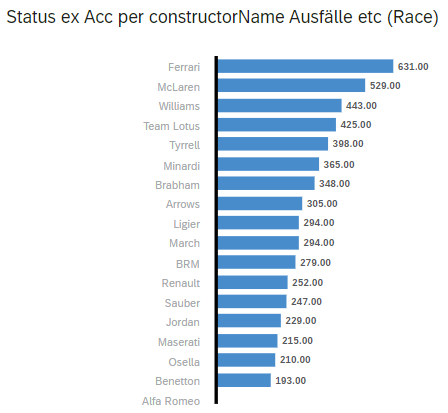 Status ex Acc per constructorName Ausfälle etc (Race)
Ferrari 631.00
McLaren 529.00
Williams 443.00
Team Lotus 425.00
Tyrrell 398.00
Minardi 365.00
Brabham 348.00
Arrows 305.00
Ligier 294.00
March 294.00
BRM 279.00
Renault 252.00
Sauber 247.00
Jordan 229.00
Maserati 215.00
Osella 210.00
Benetton 193.00
Alfa Romeo